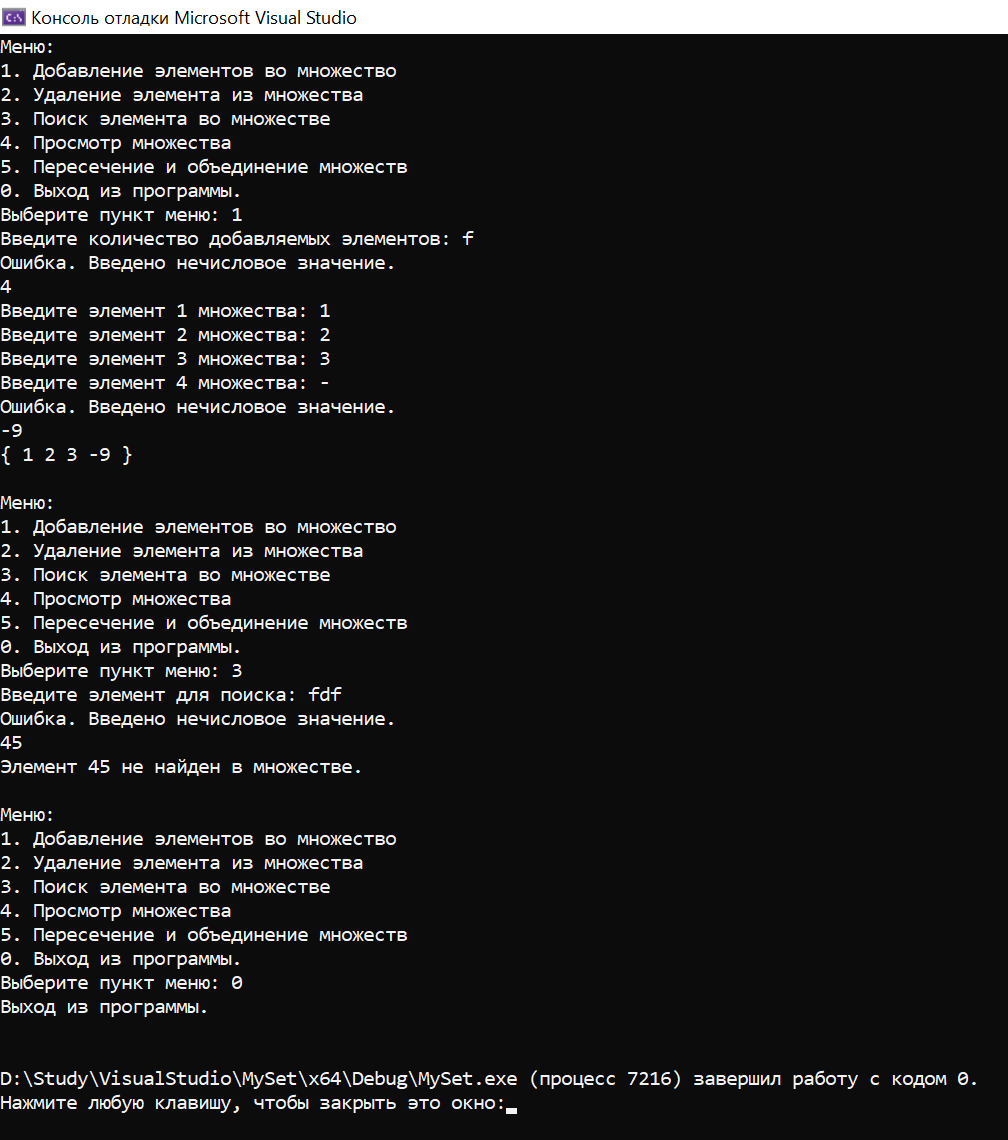 Консоль отладки Microsoft Visual Studio
Меню:
1. Добавление элементов во множество
2. Удаление элемента из множества
3. Поиск элемента во множестве
4. Просмотр множества
5. Пересечение и объединение множеств
0. Выход из программы.
Выберите пункт меню: 1
Введите количество добавляемых элементов: f
Ошибка. Введено нечисловое значение.
4
Введите элемент 1 множества: 1
Введите элемент 2 множества: 2
Введите элемент 3 множества: 3
Введите элемент 4 множества: -
Ошибка. Введено нечисловое значение.
-9
{ 1 2 3 -9 }
Меню:
1. Добавление элементов во множество
2. Удаление элемента из множества
3. Поиск элемента во множестве
4. Просмотр множества
5. Пересечение и объединение множеств
0. Выход из программы.
Выберите пункт меню: 3
Введите элемент для поиска: fdf
Ошибка. Введено нечисловое значение.
45
Элемент 45 не найден в множестве.
Меню:
1. Добавление элементов во множество
2. Удаление элемента из множества
3. Поиск элемента во множестве
4. Просмотр множества
5. Пересечение и объединение множеств
0. Выход из программы.
Выберите пункт меню: 0
Выход из программы.
D:\Study\VisualStudio\MySet\x64\Debug\MySet.exe (процесс 7216) завершил работу с кодом 0.
Нажмите любую клавишу, чтобы закрыть это окно: